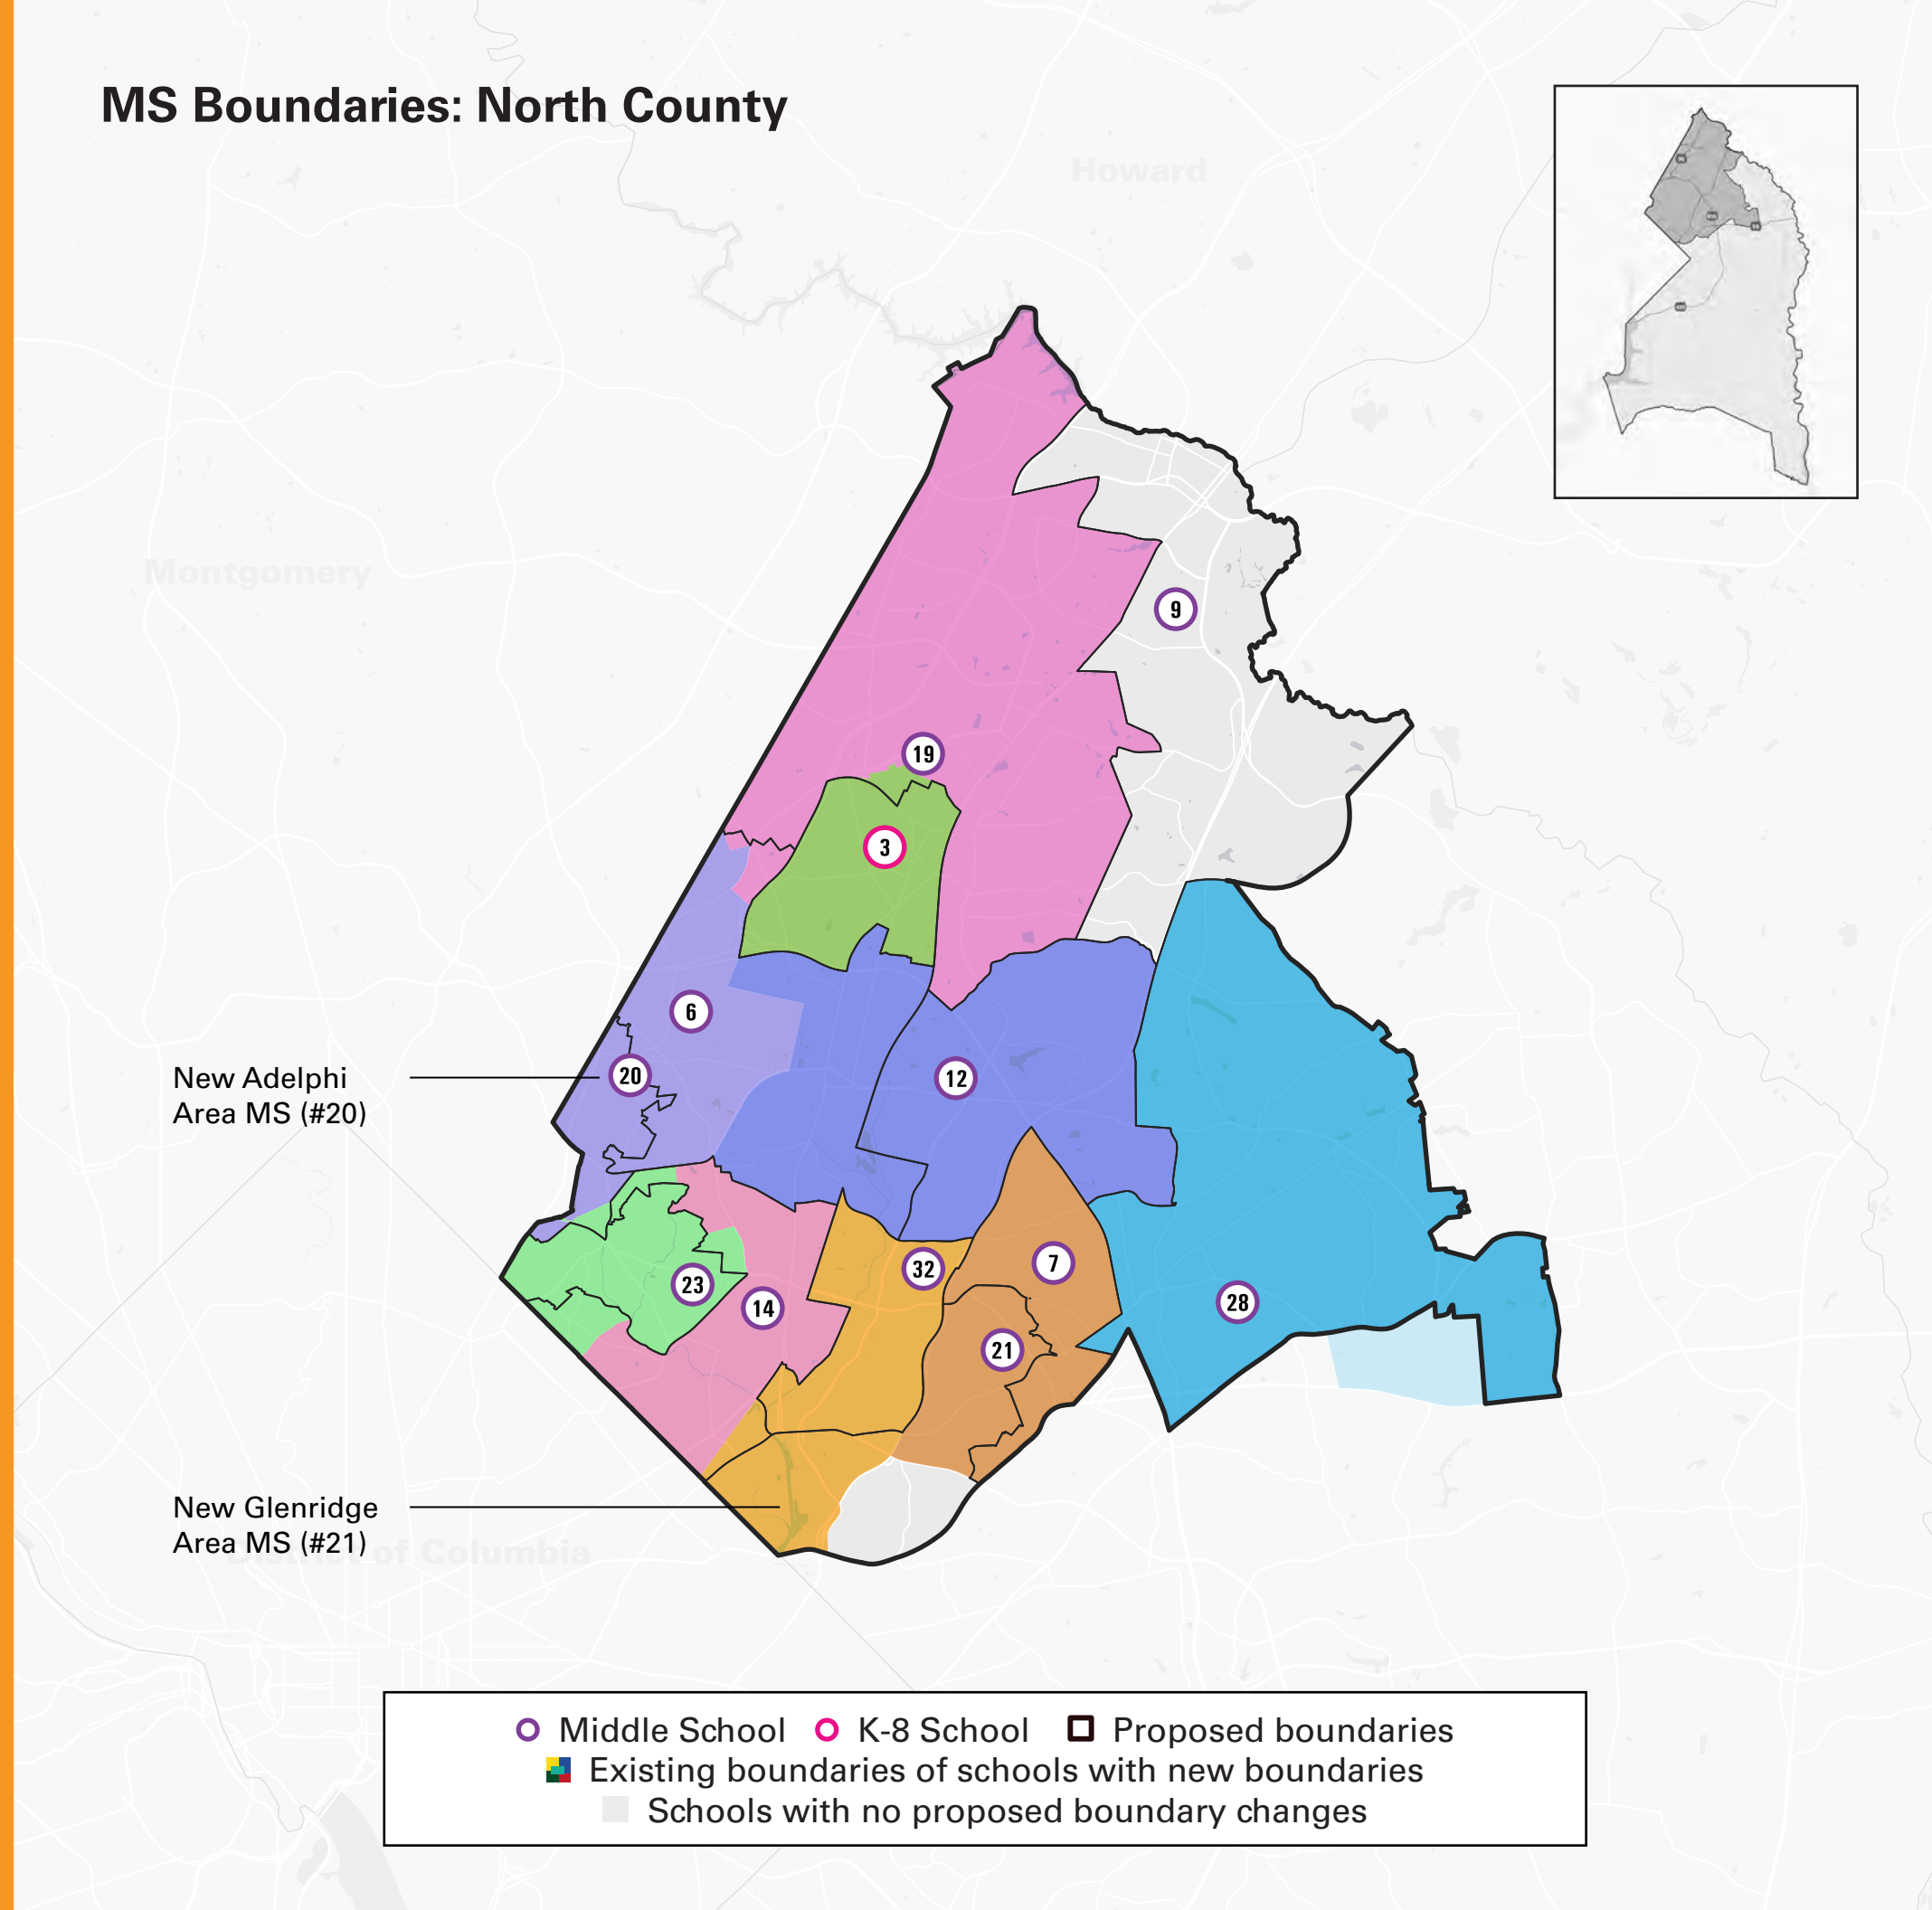 MS Boundaries: North County
Howard
Montgomery
9
19
3
6
20
12
New Adelphi
Area MS (#20)
32
7
23
14
28
21
New Glenridge
Area MS (#21)
District of Columbia
Middle School
K-8 School
Proposed boundaries
Existing boundaries of schools with new boundaries
Schools with no proposed boundary changes